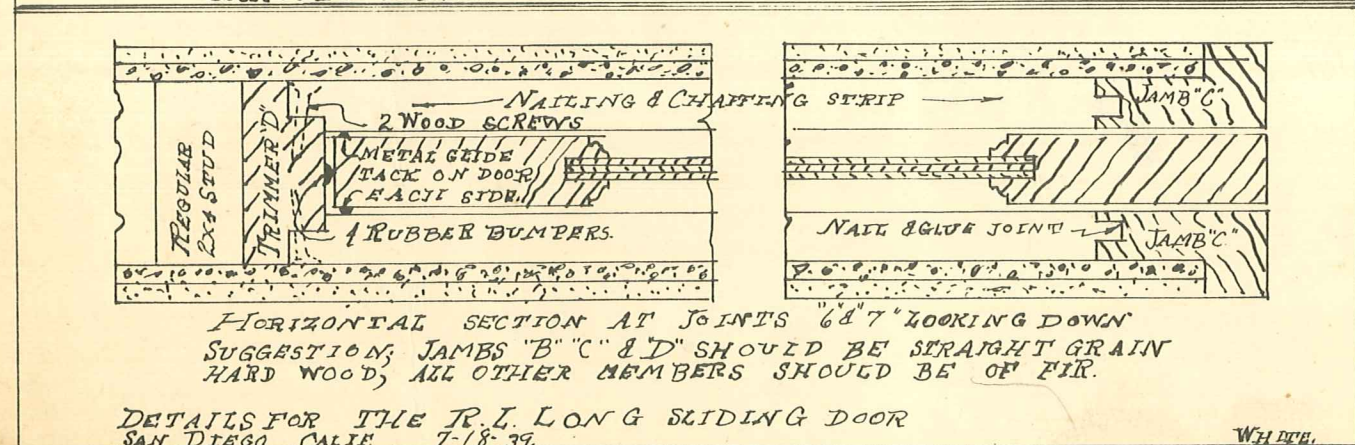 NAILING & CHAFFING STRIP
2 WOOD SCREWS
METAL GLIDE
TACK ON DOOR
EACH SIDE.
1 RUBBER BUMPERS.
REGULAR
2x4 STUD
TRIMMER "D"
JAMB "C"
NAIL & GLUE JOINT
JAMB "C"
HORIZONTAL SECTION AT JOINTS "6" & "7" LOOKING DOWN
SUGGESTION; JAMBS "B" "C" & "D" SHOULD BE STRAIGHT GRAIN
HARD WOOD, ALL OTHER MEMBERS SHOULD BE OF FIR.
DETAILS FOR THE R.L. LONG SLIDING DOOR
SAN DIEGO CALIF. 7-18-39.
WHITE.